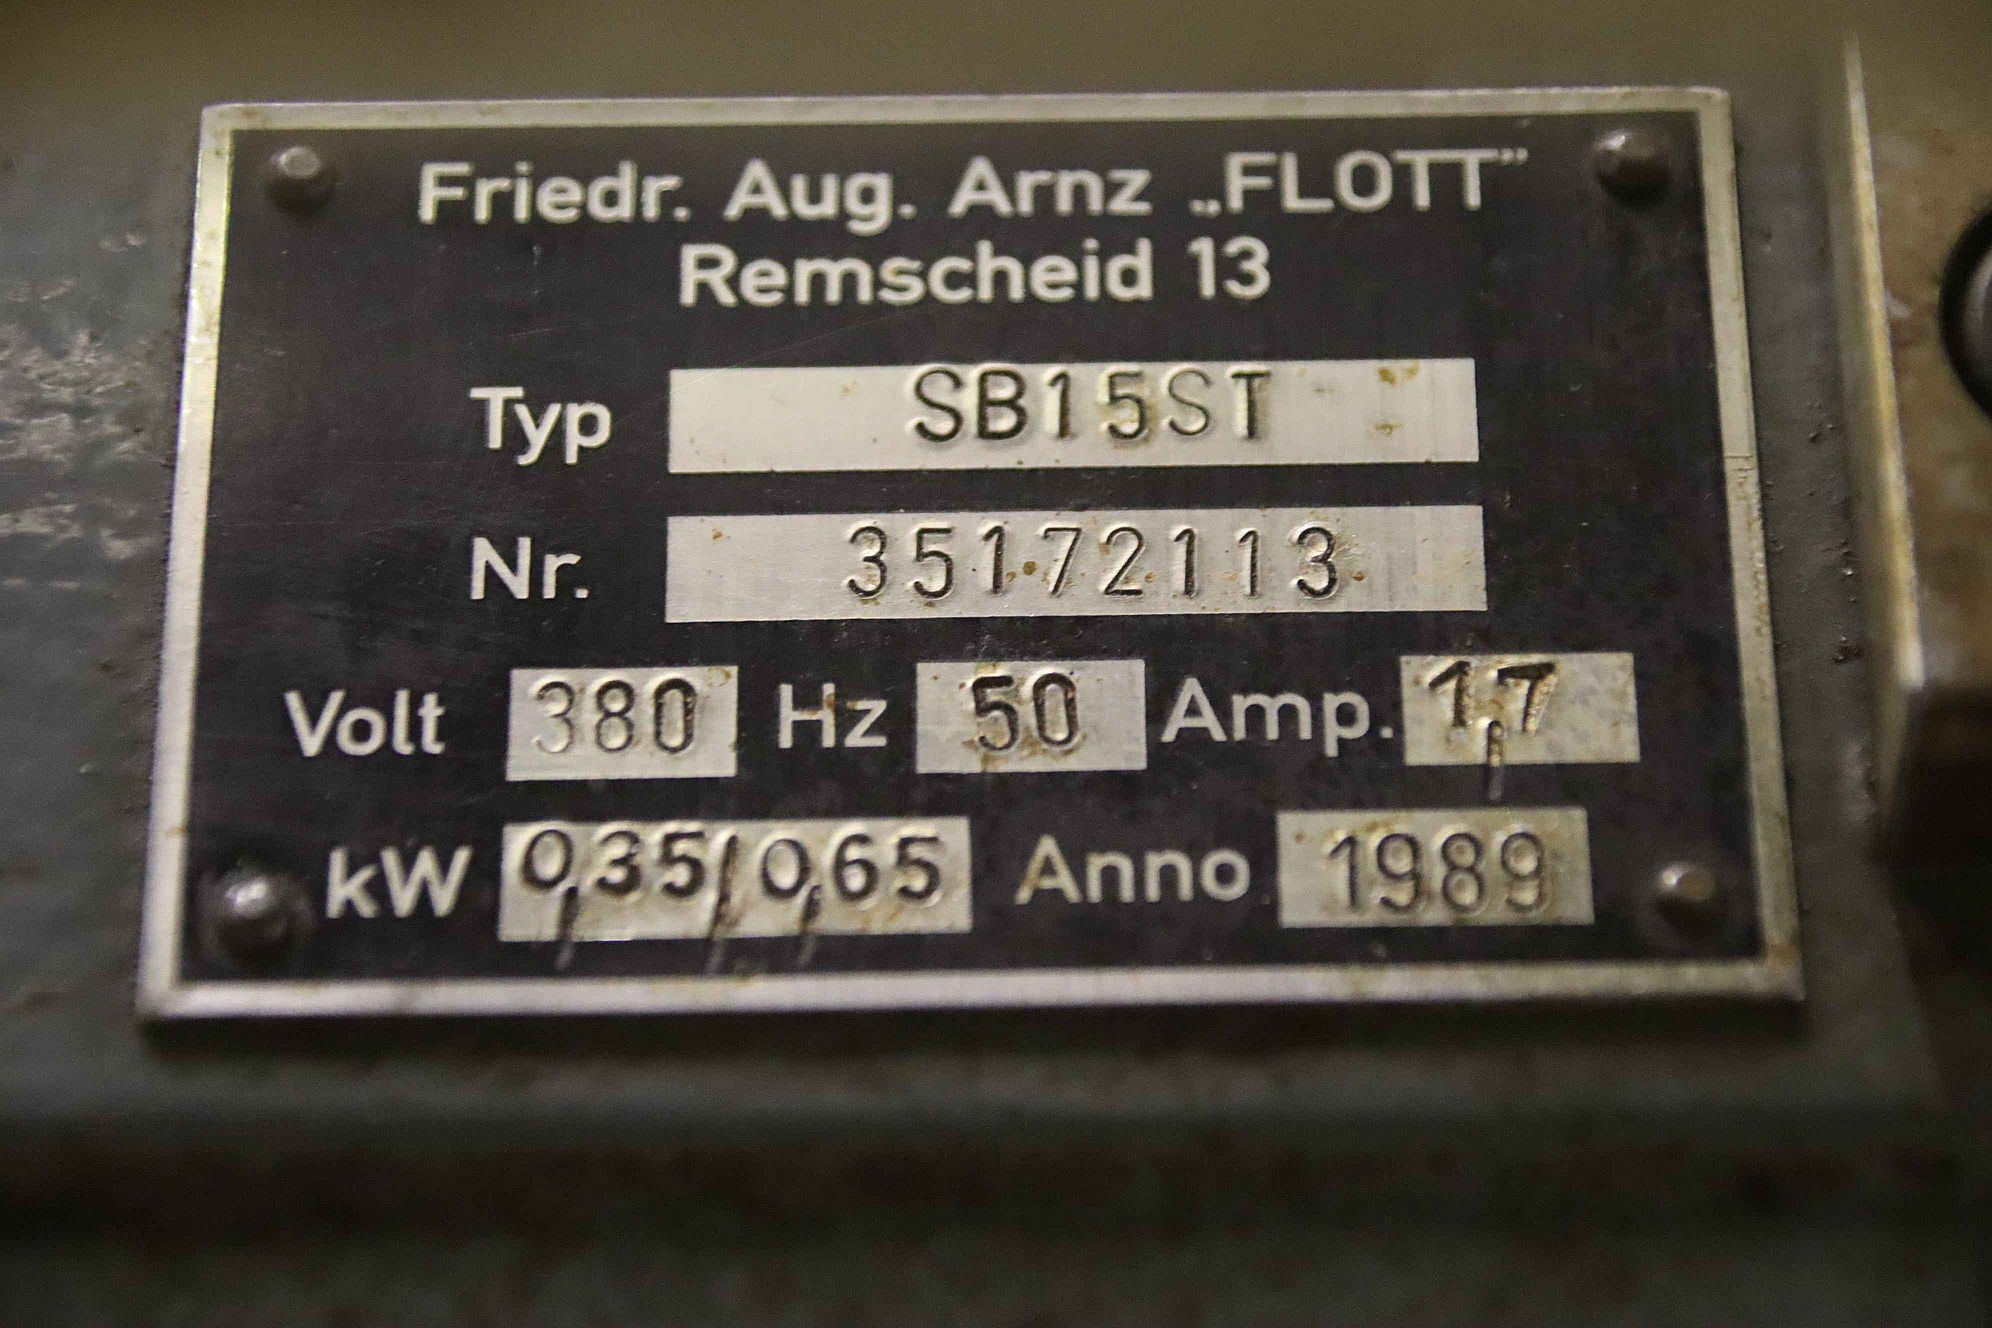 Friedr. Aug. Arnz „FLOTT”
Remscheid 13
Typ SB15ST
Nr. 35172113
Volt 380 Hz 50 Amp. 1,7
kW 0,35/0,65 Anno 1989